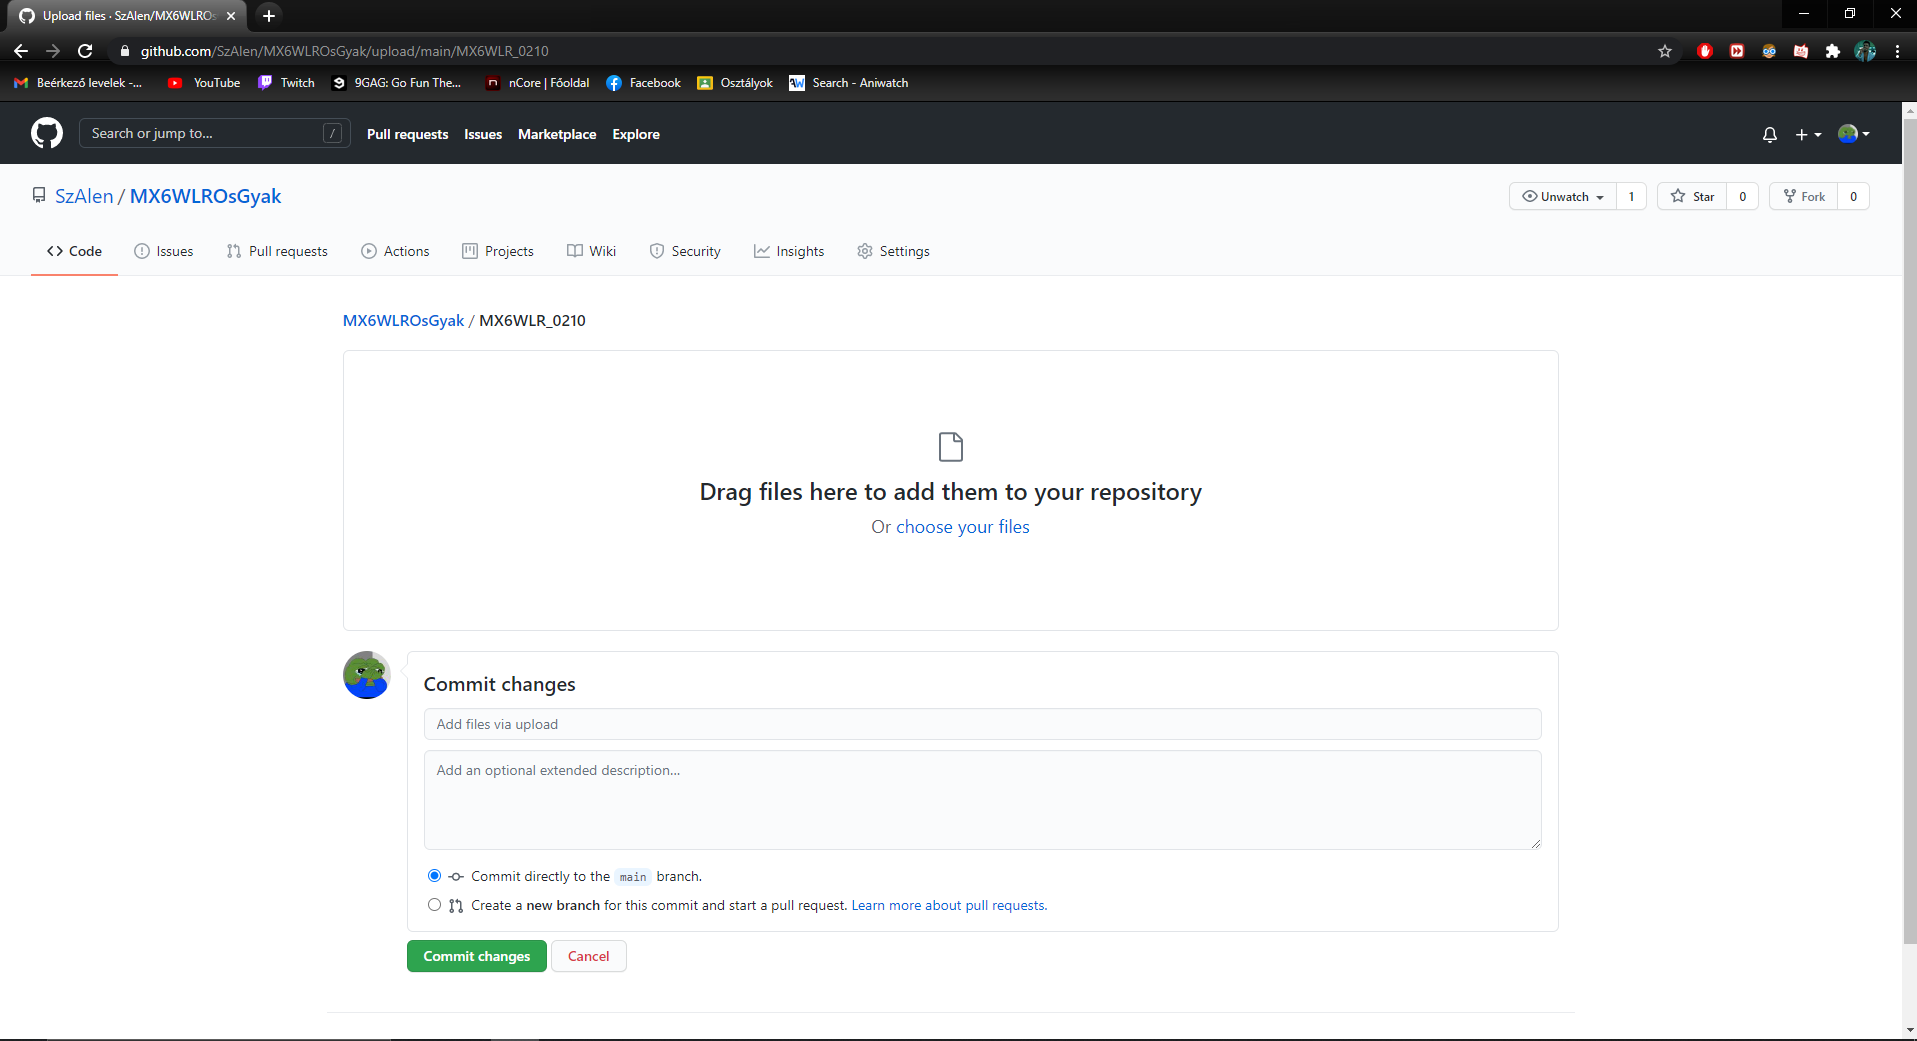 Upload files · SzAlen/MX6WLROs
github.com/SzAlen/MX6WLROsGyak/upload/main/MX6WLR_0210
Beérkező levelek -... YouTube Twitch 9GAG: Go Fun The... nCore | Főoldal Facebook Osztályok Search - Aniwatch
Search or jump to... / Pull requests Issues Marketplace Explore
SzAlen / MX6WLROsGyak Unwatch 1 Star 0 Fork 0
Code Issues Pull requests Actions Projects Wiki Security Insights Settings
MX6WLROsGyak / MX6WLR_0210
Drag files here to add them to your repository
Or choose your files
Commit changes
Add files via upload
Add an optional extended description...
Commit directly to the main branch.
Create a new branch for this commit and start a pull request. Learn more about pull requests.
Commit changes Cancel